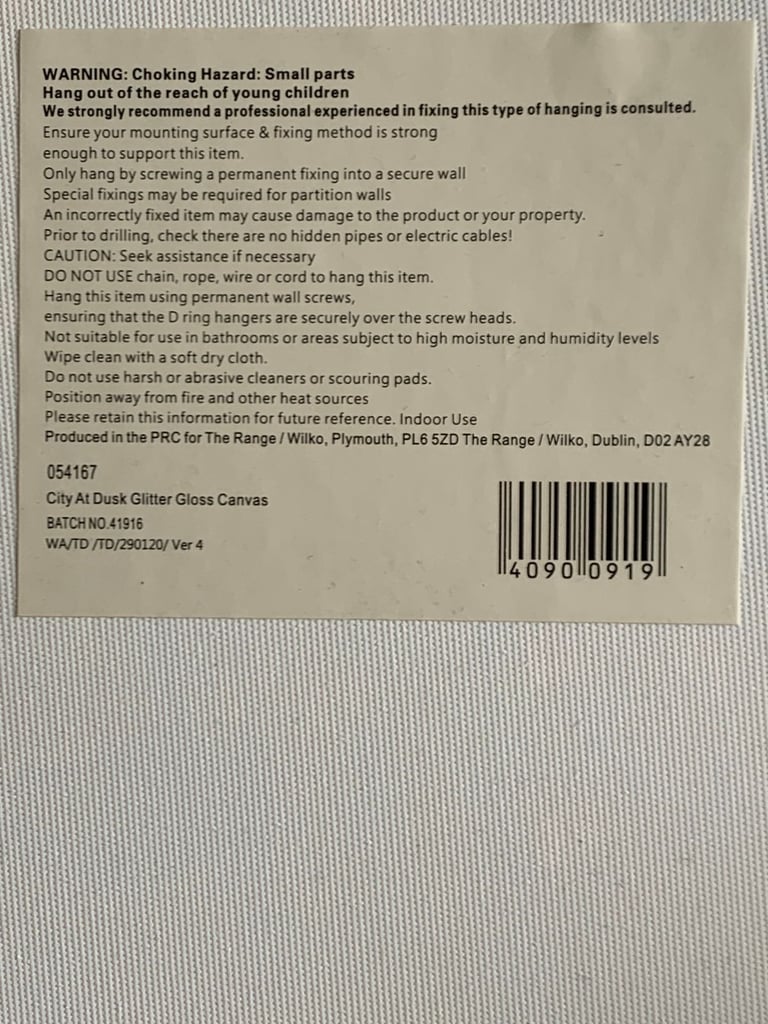 WARNING: Choking Hazard: Small parts
Hang out of the reach of young children
We strongly recommend a professional experienced in fixing this type of hanging is consulted.
Ensure your mounting surface & fixing method is strong
enough to support this item.
Only hang by screwing a permanent fixing into a secure wall
Special fixings may be required for partition walls
An incorrectly fixed item may cause damage to the product or your property.
Prior to drilling, check there are no hidden pipes or electric cables!
CAUTION: Seek assistance if necessary
DO NOT USE chain, rope, wire or cord to hang this item.
Hang this item using permanent wall screws,
ensuring that the D ring hangers are securely over the screw heads.
Not suitable for use in bathrooms or areas subject to high moisture and humidity levels
Wipe clean with a soft dry cloth.
Do not use harsh or abrasive cleaners or scouring pads.
Position away from fire and other heat sources
Please retain this information for future reference. Indoor Use
Produced in the PRC for The Range / Wilko, Plymouth, PL6 5ZD The Range / Wilko, Dublin, D02 AY28
054167
City At Dusk Glitter Gloss Canvas
BATCH NO.41916
WA/TD /TD/290120/ Ver 4
4090 0919